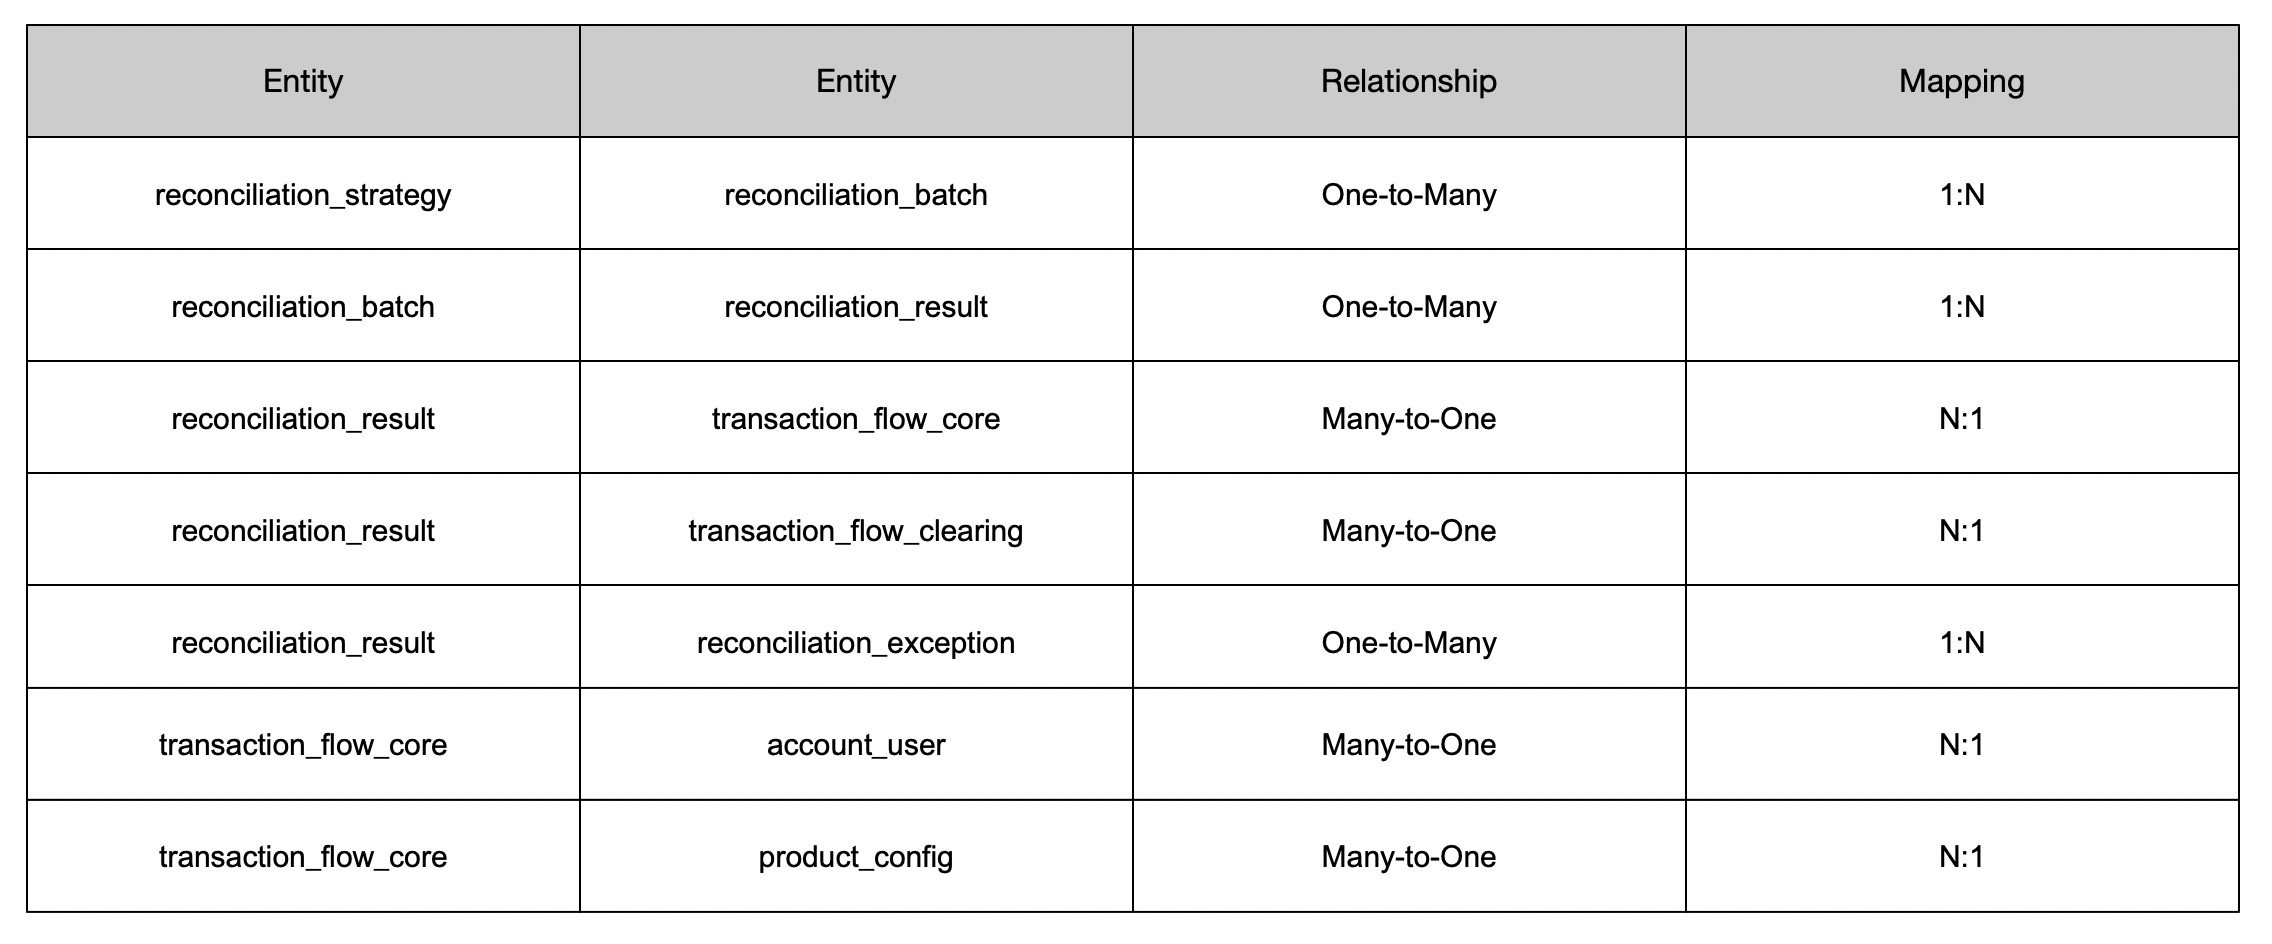 Entity Entity Relationship Mapping
reconciliation_strategy reconciliation_batch One-to-Many 1:N
reconciliation_batch reconciliation_result One-to-Many 1:N
reconciliation_result transaction_flow_core Many-to-One N:1
reconciliation_result transaction_flow_clearing Many-to-One N:1
reconciliation_result reconciliation_exception One-to-Many 1:N
transaction_flow_core account_user Many-to-One N:1
transaction_flow_core product_config Many-to-One N:1